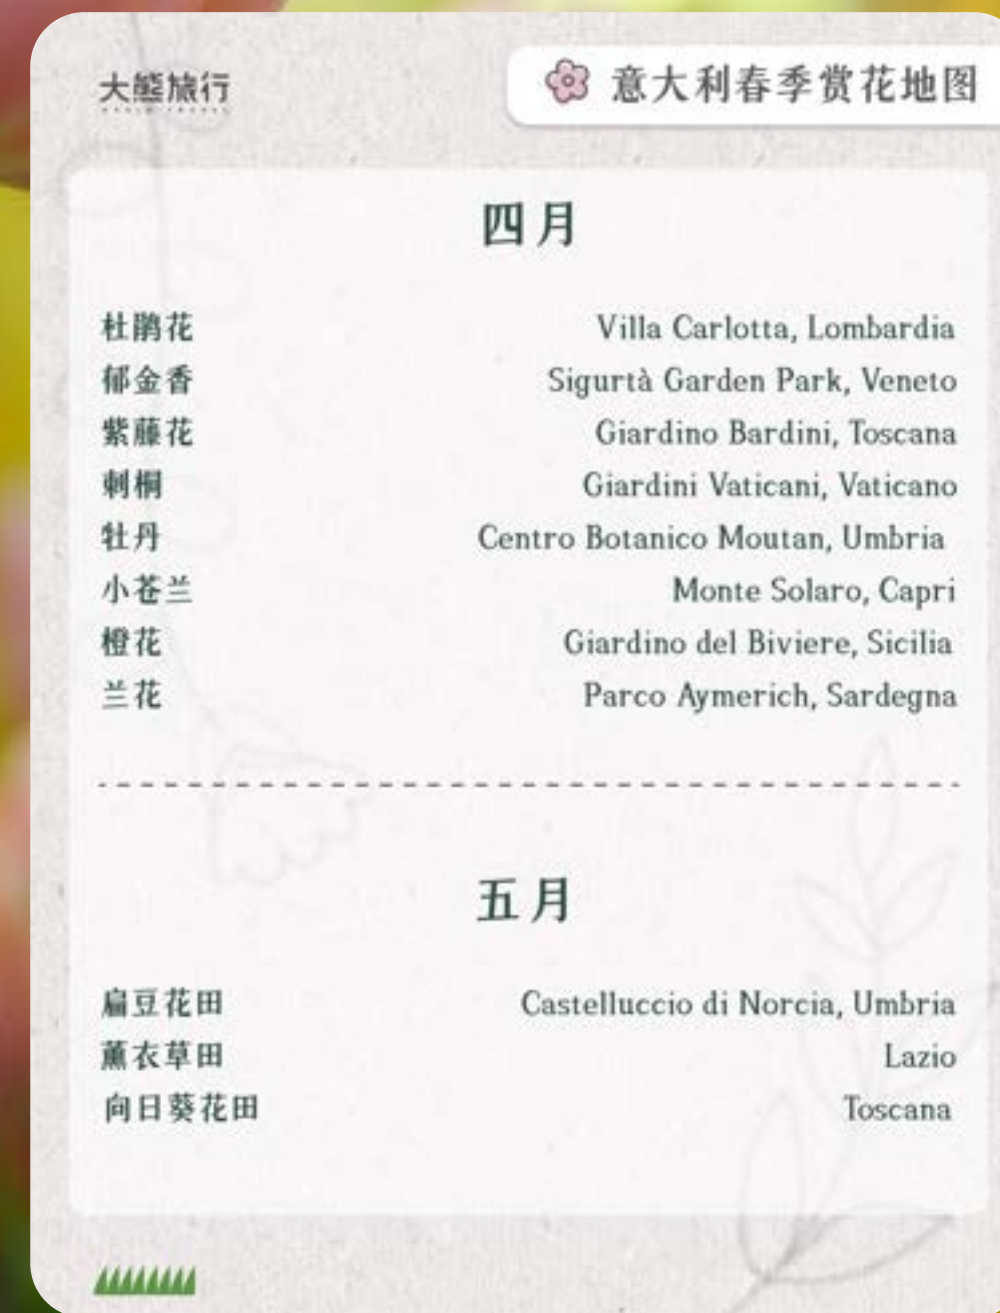 大熊旅行
意大利春季赏花地图
四月
杜鹃花 Villa Carlotta, Lombardia
郁金香 Sigurtà Garden Park, Veneto
紫藤花 Giardino Bardini, Toscana
刺桐 Giardini Vaticani, Vaticano
牡丹 Centro Botanico Moutan, Umbria
小苍兰 Monte Solaro, Capri
橙花 Giardino del Biviere, Sicilia
兰花 Parco Aymerich, Sardegna
五月
扁豆花田 Castelluccio di Norcia, Umbria
薰衣草田 Lazio
向日葵花田 Toscana